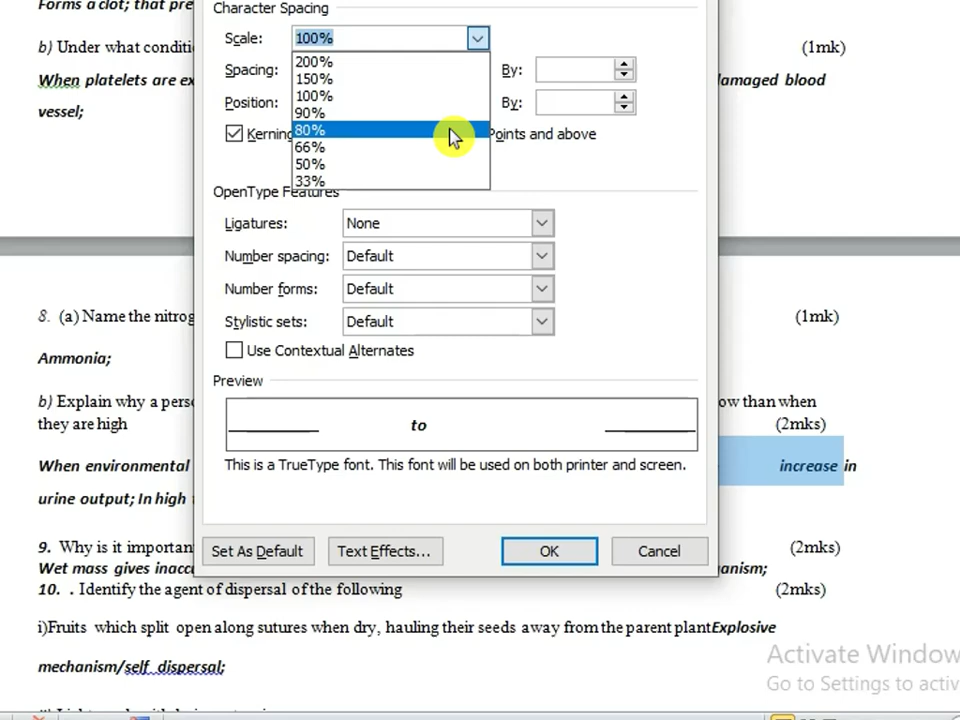 Forms a clot; that pre
Character Spacing
Scale: 100%
b) Under what conditi (1mk)
200%
150%
100%
90%
80%
66%
50%
33%
Spacing: By:
When platelets are ex amaged blood
Position: By:
vessel;
Kerning Points and above
OpenType Features
Ligatures: None
Number spacing: Default
Number forms: Default
8. (a) Name the nitrog (1mk)
Stylistic sets: Default
Use Contextual Alternates
Ammonia;
Preview
b) Explain why a perso ow than when
they are high (2mks)
to
This is a TrueType font. This font will be used on both printer and screen.
When environmental increase in
urine output; In high
Set As Default Text Effects... OK Cancel
9. Why is it important (2mks)
Wet mass gives inacc anism;
10. . Identify the agent of dispersal of the following (2mks)
i)Fruits which split open along sutures when dry, hauling their seeds away from the parent plantExplosive
mechanism/self dispersal;
Activate Window
Go to Settings to activ